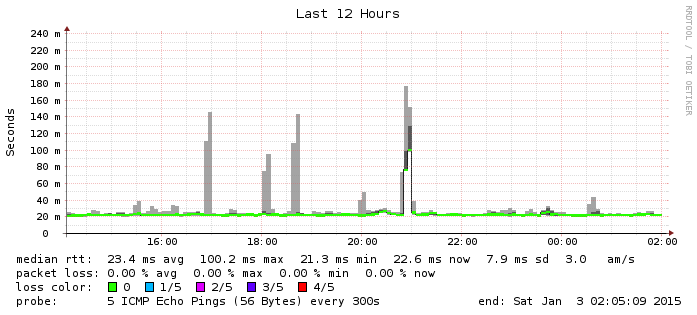 Last 12 Hours
RRDTOOL / TOBI OETIKER
Seconds
240 m
220 m
200 m
180 m
160 m
140 m
120 m
100 m
80 m
60 m
40 m
20 m
0
16:00 18:00 20:00 22:00 00:00 02:00
median rtt: 23.4 ms avg 100.2 ms max 21.3 ms min 22.6 ms now 7.9 ms sd 3.0 am/s
packet loss: 0.00 % avg 0.00 % max 0.00 % min 0.00 % now
loss color: 0 1/5 2/5 3/5 4/5
probe: 5 ICMP Echo Pings (56 Bytes) every 300s end: Sat Jan 3 02:05:09 2015